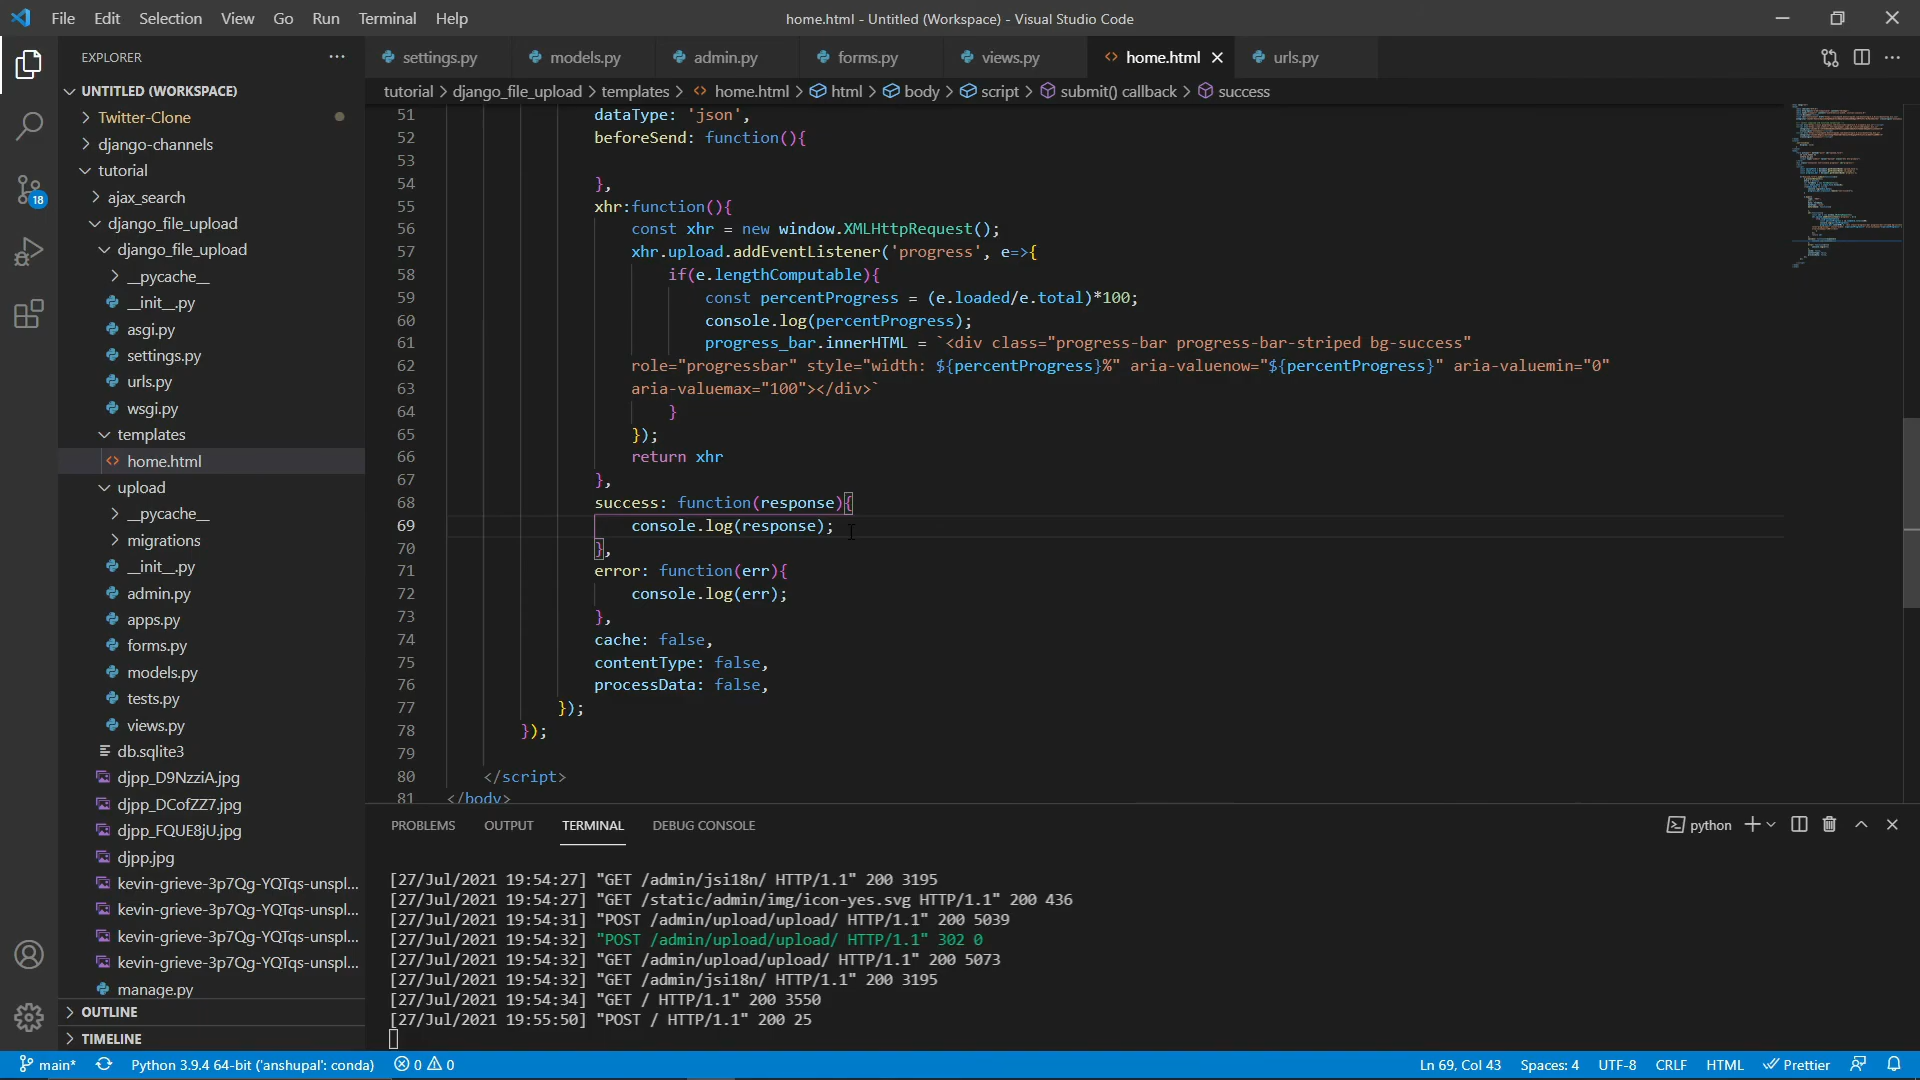 File Edit Selection View Go Run Terminal Help
home.html - Untitled (Workspace) - Visual Studio Code
EXPLORER
UNTITLED (WORKSPACE)
Twitter-Clone
django-channels
tutorial
ajax_search
django_file_upload
django_file_upload
__pycache__
__init__.py
asgi.py
settings.py
urls.py
wsgi.py
templates
home.html
upload
__pycache__
migrations
__init__.py
admin.py
apps.py
forms.py
models.py
tests.py
views.py
db.sqlite3
djpp_D9NzziA.jpg
djpp_DCofZZ7.jpg
djpp_FQUE8jU.jpg
djpp.jpg
kevin-grieve-3p7Qg-YQTqs-unspl...
kevin-grieve-3p7Qg-YQTqs-unspl...
kevin-grieve-3p7Qg-YQTqs-unspl...
kevin-grieve-3p7Qg-YQTqs-unspl...
manage.py
OUTLINE
TIMELINE
18
settings.py models.py admin.py forms.py views.py home.html urls.py
tutorial > django_file_upload > templates > home.html > html > body > script > submit() callback > success
51 dataType: 'json',
52 beforeSend: function(){
53
54 },
55 xhr:function(){
56 const xhr = new window.XMLHttpRequest();
57 xhr.upload.addEventListener('progress', e=>{
58 if(e.lengthComputable){
59 const percentProgress = (e.loaded/e.total)*100;
60 console.log(percentProgress);
61 progress_bar.innerHTML = `<div class="progress-bar progress-bar-striped bg-success"
62 role="progressbar" style="width: ${percentProgress}%" aria-valuenow="${percentProgress}" aria-valuemin="0"
63 aria-valuemax="100"></div>`
64 }
65 });
66 return xhr
67 },
68 success: function(response){
69 console.log(response);
70 },
71 error: function(err){
72 console.log(err);
73 },
74 cache: false,
75 contentType: false,
76 processData: false,
77 });
78 });
79
80 </script>
81 </body>
PROBLEMS OUTPUT TERMINAL DEBUG CONSOLE
python
[27/Jul/2021 19:54:27] "GET /admin/jsi18n/ HTTP/1.1" 200 3195
[27/Jul/2021 19:54:27] "GET /static/admin/img/icon-yes.svg HTTP/1.1" 200 436
[27/Jul/2021 19:54:31] "POST /admin/upload/upload/ HTTP/1.1" 200 5039
[27/Jul/2021 19:54:32] "POST /admin/upload/upload/ HTTP/1.1" 302 0
[27/Jul/2021 19:54:32] "GET /admin/upload/upload/ HTTP/1.1" 200 5073
[27/Jul/2021 19:54:32] "GET /admin/jsi18n/ HTTP/1.1" 200 3195
[27/Jul/2021 19:54:34] "GET / HTTP/1.1" 200 3550
[27/Jul/2021 19:55:50] "POST / HTTP/1.1" 200 25
main* Python 3.9.4 64-bit ('anshupal': conda) 0 0 Ln 69, Col 43 Spaces: 4 UTF-8 CRLF HTML Prettier